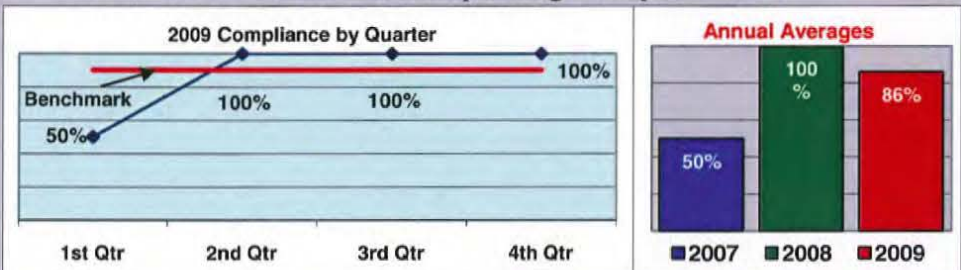 2009 Compliance by Quarter
Benchmark
50%
100%
100%
100%
1st Qtr 2nd Qtr 3rd Qtr 4th Qtr
Annual Averages
50%
100
%
86%
2007 2008 2009